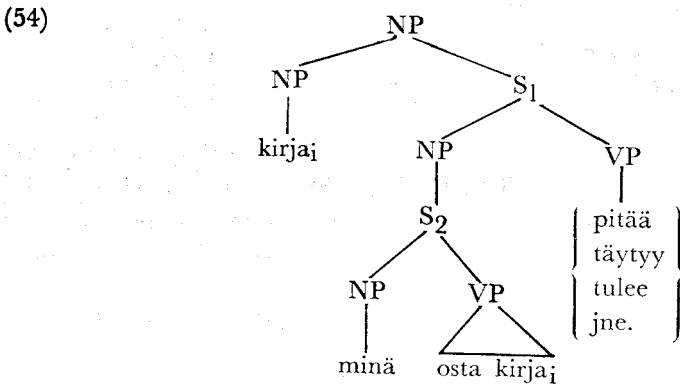 (54)
NP
NP S1
kirjai
NP VP
S2
pitää
täytyy
tulee
jne.
NP VP
minä osta kirjai